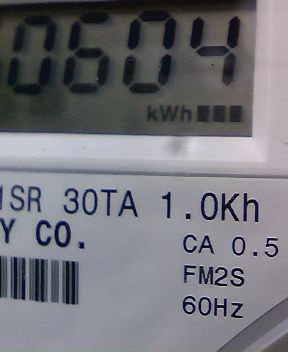 0604
kWh
SR 30TA 1.0Kh
Y CO.
CA 0.5
FM2S
60Hz